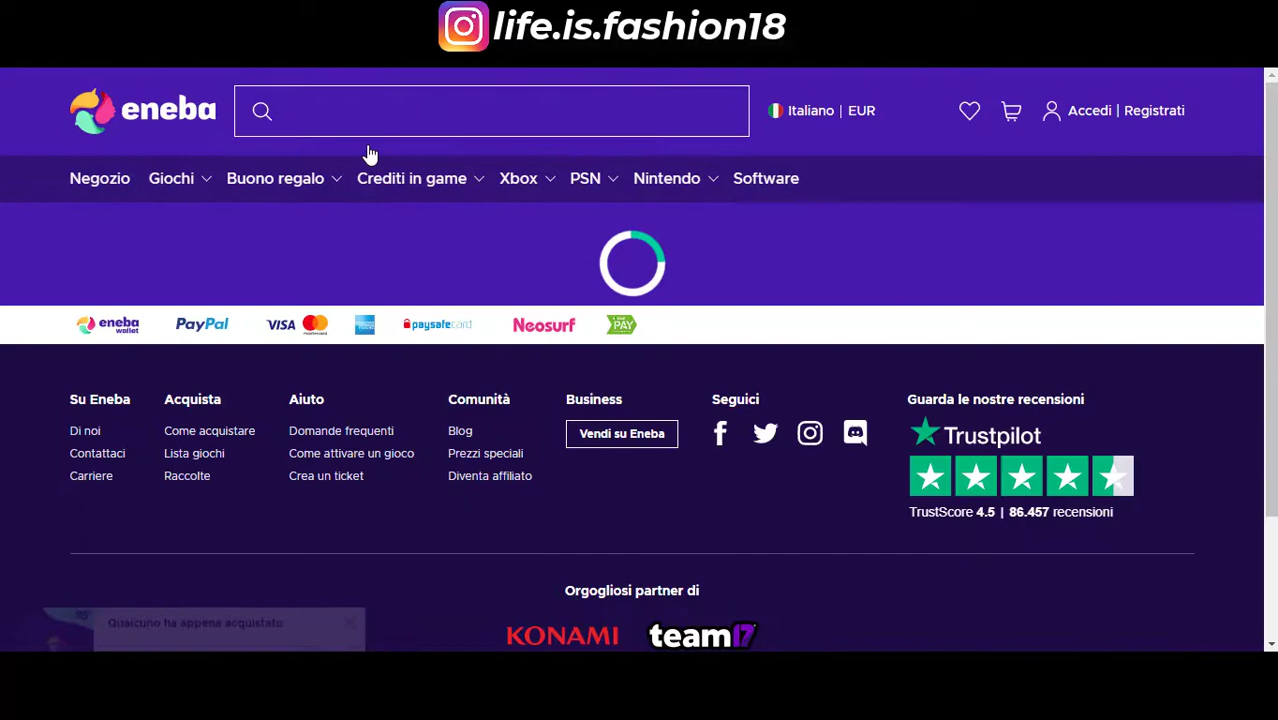 life.is.fashion18
eneba
Italiano | EUR
Accedi | Registrati
Negozio Giochi Buono regalo Crediti in game Xbox PSN Nintendo Software
eneba wallet PayPal VISA mastercard AMERICAN EXPRESS paysafecard Neosurf PAY
Su Eneba Acquista Aiuto Comunità Business Seguici Guarda le nostre recensioni
Di noi Come acquistare Domande frequenti Blog Vendi su Eneba Trustpilot
Contattaci Lista giochi Come attivare un gioco Prezzi speciali
Carriere Raccolte Crea un ticket Diventa affiliato
TrustScore 4.5 | 86.457 recensioni
Orgogliosi partner di
Qualcuno ha appena acquistato
KONAMI team17